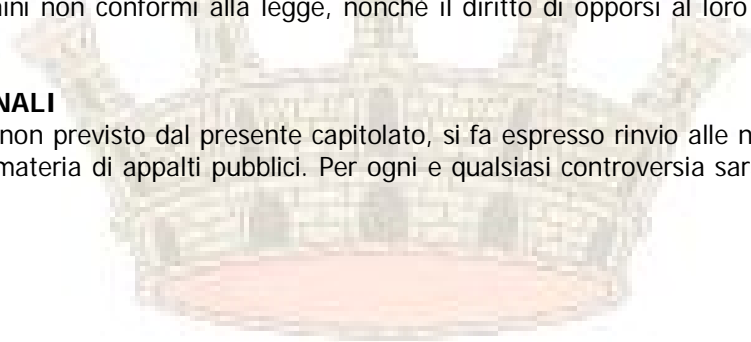 ini non conformi alla legge, nonché il diritto di opporsi al loro
NALI
non previsto dal presente capitolato, si fa espresso rinvio alle n
materia di appalti pubblici. Per ogni e qualsiasi controversia sar